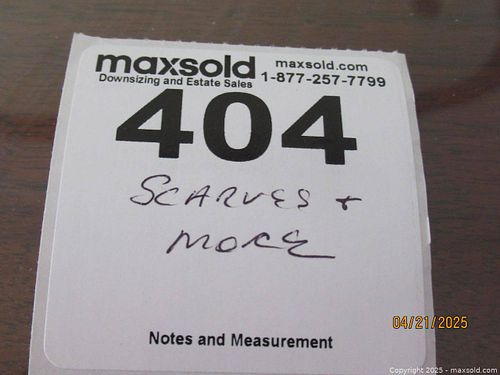 maxsold maxsold.com
Downsizing and Estate Sales 1-877-257-7799
404
SCARVES +
MORE
Notes and Measurement
04/21/2025
Copyright 2025 - maxsold.com